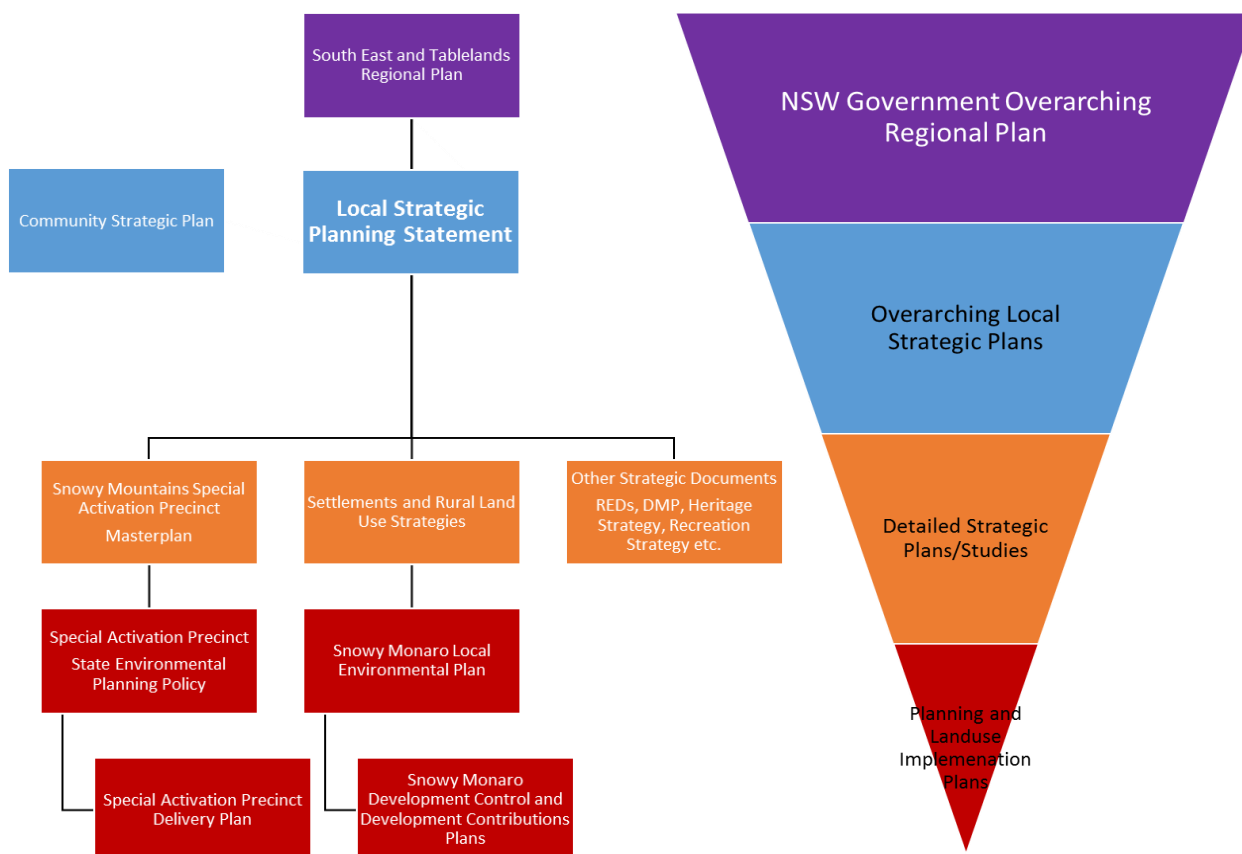 South East and Tablelands
Regional Plan
Community Strategic Plan
Local Strategic
Planning Statement
Snowy Mountains Special
Activation Precinct
Masterplan
Settlements and Rural Land
Use Strategies
Other Strategic Documents
REDs, DMP, Heritage
Strategy, Recreation
Strategy etc.
Special Activation Precinct
State Environmental
Planning Policy
Snowy Monaro Local
Environmental Plan
Special Activation Precinct
Delivery Plan
Snowy Monaro
Development Control and
Development Contributions
Plans
NSW Government Overarching
Regional Plan
Overarching Local
Strategic Plans
Detailed Strategic
Plans/Studies
Planning and
Landuse
Implemenation
Plans